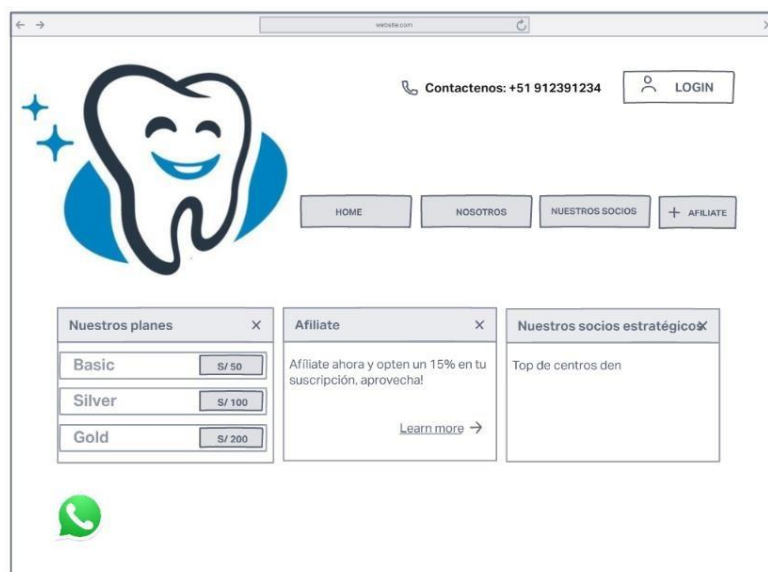 website.com
Contactenos: +51 912391234
LOGIN
HOME
NOSOTROS
NUESTROS SOCIOS
+ AFILIATE
Nuestros planes
Basic
S/ 50
Silver
S/ 100
Gold
S/ 200
Afiliate
Afíliate ahora y opten un 15% en tu
suscripción, aprovecha!
Learn more
Nuestros socios estratégicos
Top de centros den